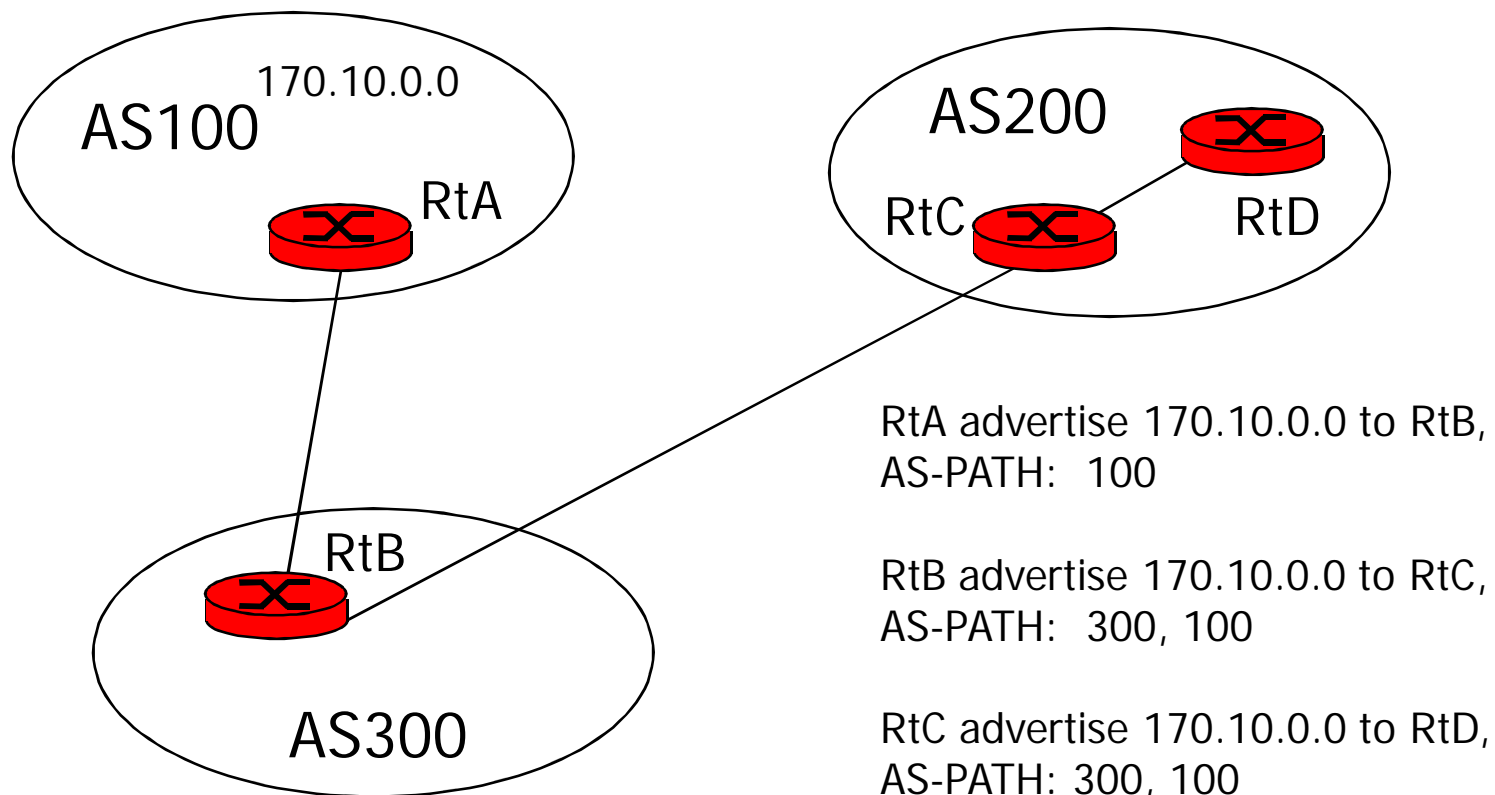 170.10.0.0
AS100
RtA
AS200
RtC
RtD
RtB
AS300
RtA advertise 170.10.0.0 to RtB,
AS-PATH: 100
RtB advertise 170.10.0.0 to RtC,
AS-PATH: 300, 100
RtC advertise 170.10.0.0 to RtD,
AS-PATH: 300, 100